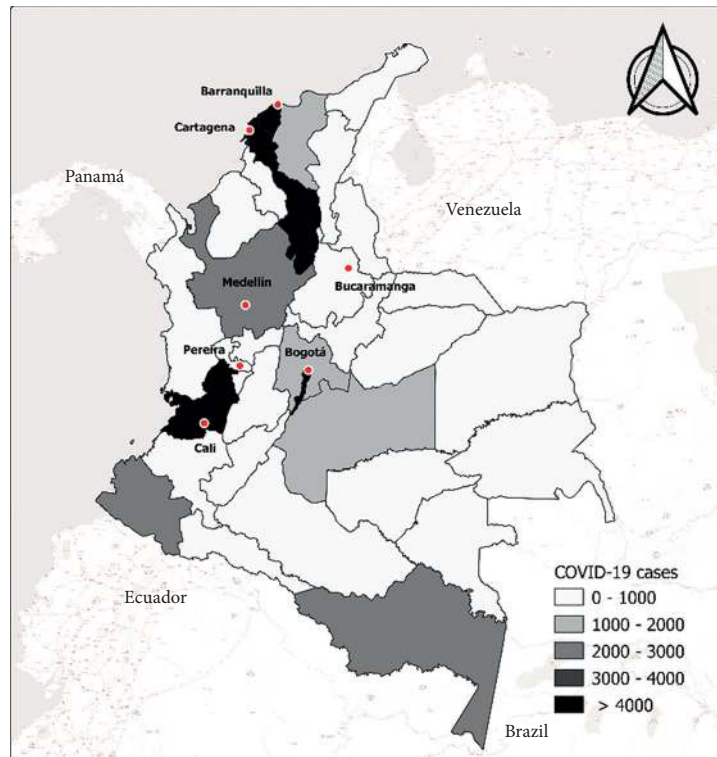 Barranquilla
Cartagena
Panamá
Venezuela
Medellín
Bucaramanga
Pereira
Bogotá
Cali
Ecuador
COVID-19 cases
0 - 1000
1000 - 2000
2000 - 3000
3000 - 4000
> 4000
Brazil